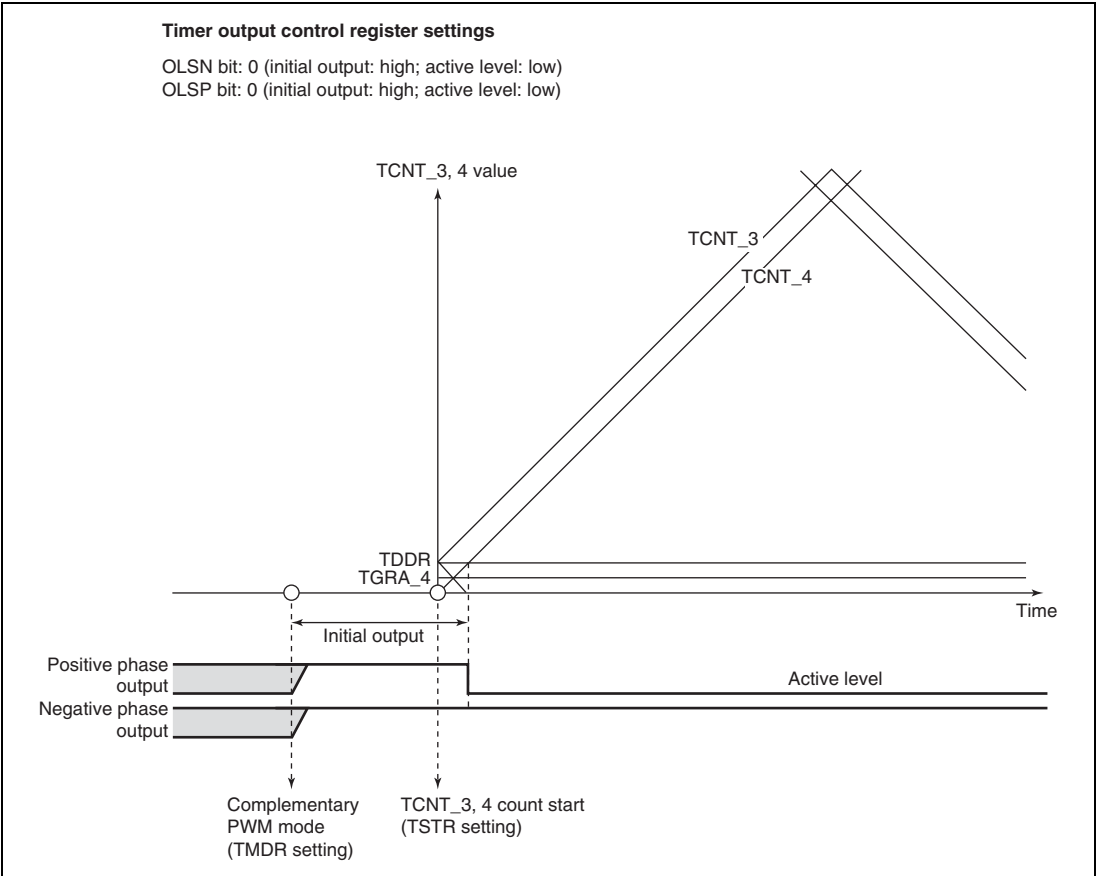 Timer output control register settings
OLSN bit: 0 (initial output: high; active level: low)
OLSP bit: 0 (initial output: high; active level: low)
TCNT_3, 4 value
TCNT_3
TCNT_4
TDDR
TGRA_4
Time
Initial output
Positive phase
output
Active level
Negative phase
output
Complementary
PWM mode
(TMDR setting)
TCNT_3, 4 count start
(TSTR setting)